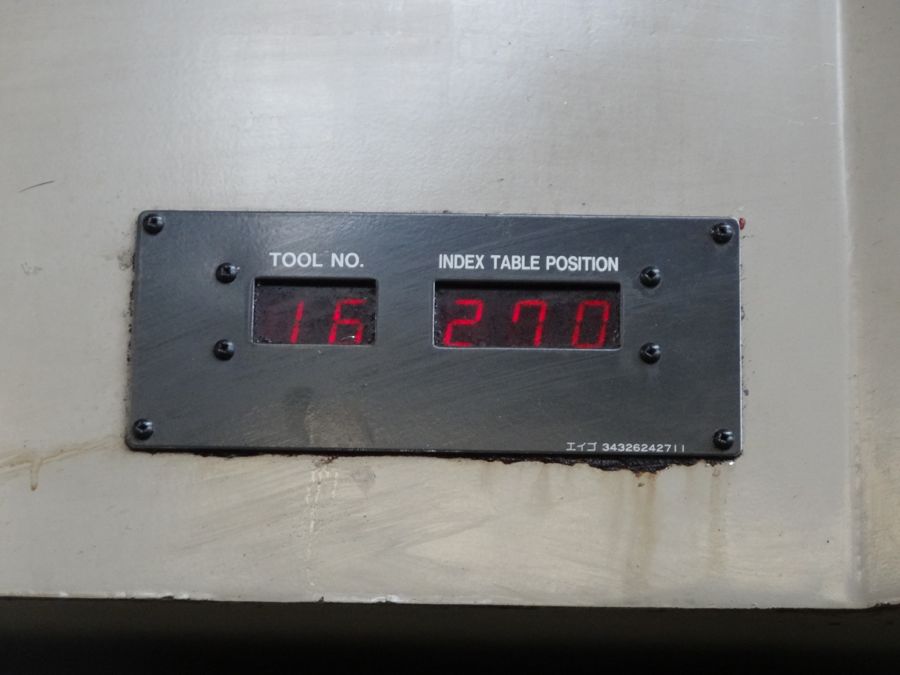 TOOL NO.
INDEX TABLE POSITION
16
270
エイゴ 34326242711